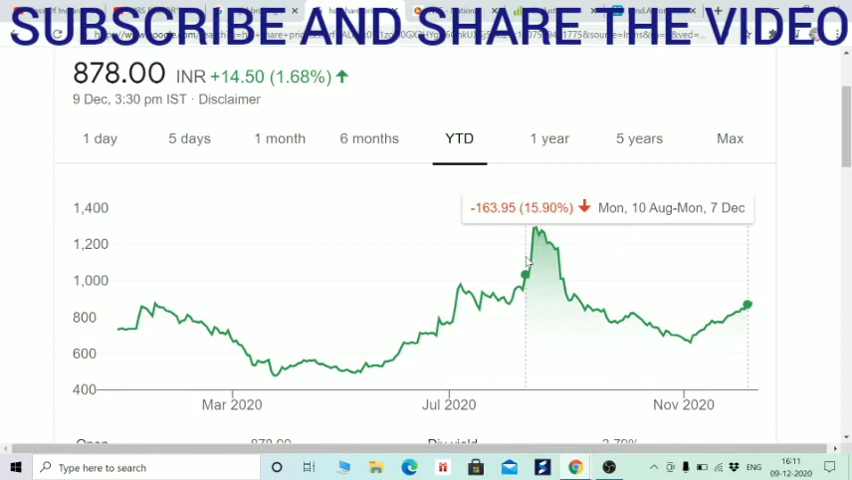 SUBSCRIBE AND SHARE THE VIDEO
878.00 INR +14.50 (1.68%)
9 Dec, 3:30 pm IST · Disclaimer
1 day 5 days 1 month 6 months YTD 1 year 5 years Max
-163.95 (15.90%) Mon, 10 Aug-Mon, 7 Dec
1,400
1,200
1,000
800
600
400
Mar 2020 Jul 2020 Nov 2020
Type here to search
ENG
16:11
09-12-2020